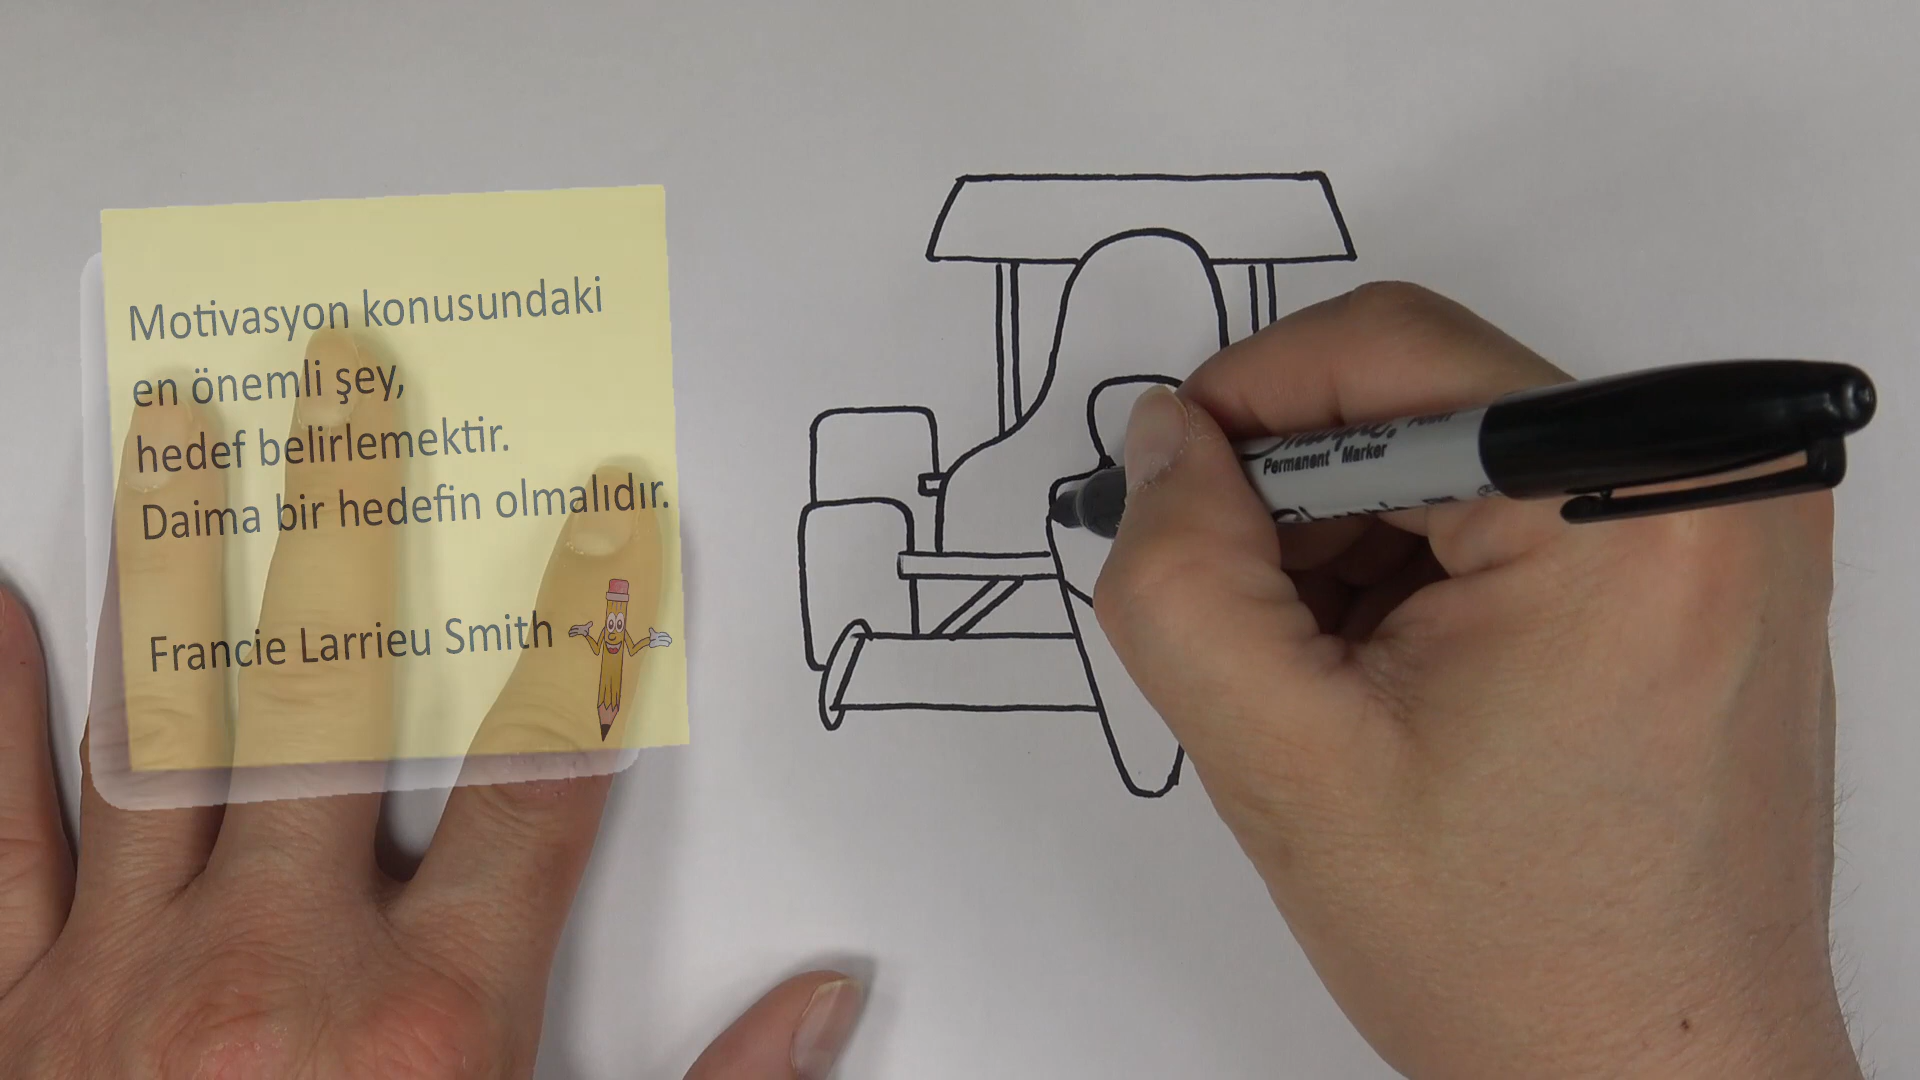 Motivasyon konusundaki
en önemli şey,
hedef belirlemektir.
Daima bir hedefin olmalıdır.
Francie Larrieu Smith
Sharpie
Permanent Marker